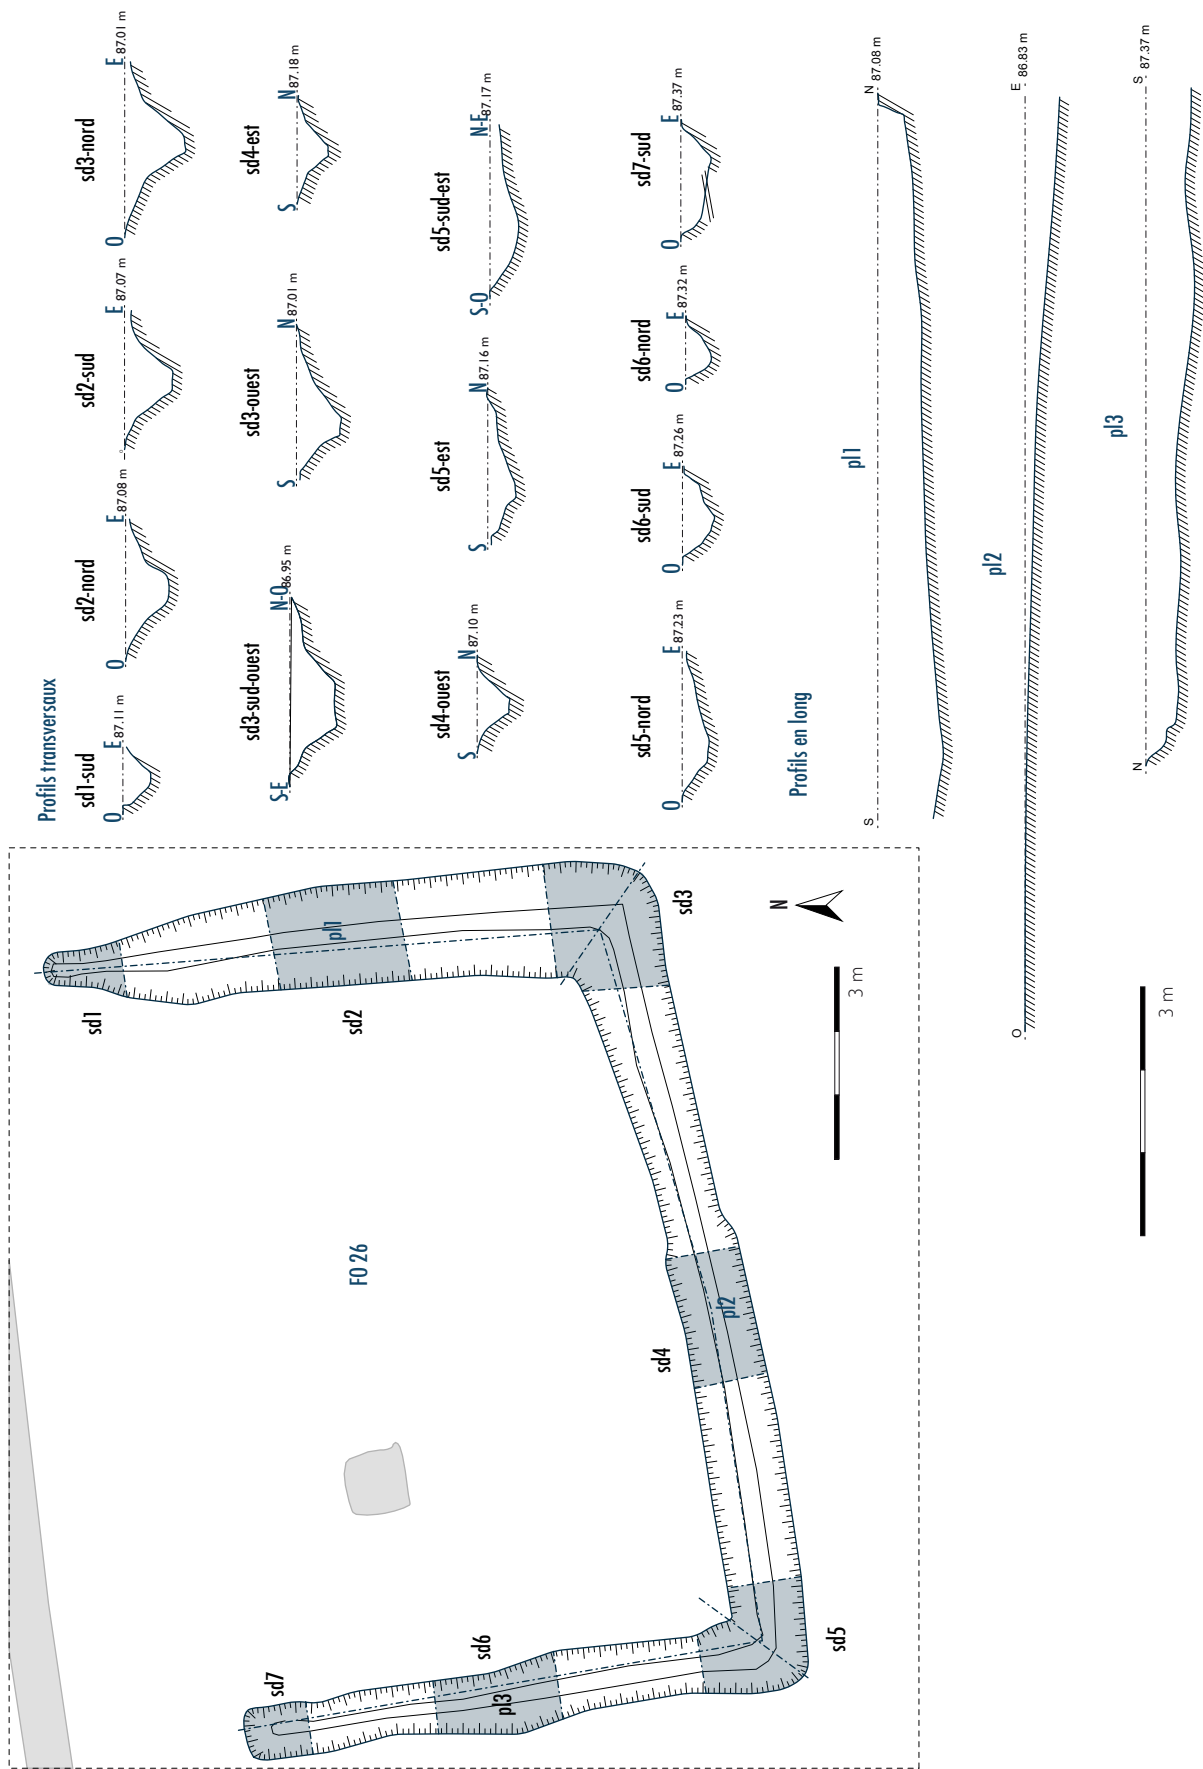 Profils transversaux
sd1-sud
O E 87.11 m
sd2-nord
O E 87.08 m
sd2-sud
E 87.07 m
sd3-nord
O E 87.01 m
sd3-sud-ouest
S-E N-O 86.95 m
sd3-ouest
S N 87.01 m
sd4-est
S N 87.18 m
sd4-ouest
S N 87.10 m
sd5-est
S N 87.16 m
sd5-sud-est
S-O N-E 87.17 m
sd5-nord
O E 87.23 m
sd6-sud
O E 87.26 m
sd6-nord
O E 87.32 m
sd7-sud
O E 87.37 m
Profils en long
pl1
S N 87.08 m
pl2
O E 86.83 m
pl3
N S 87.37 m
sd1
sd2
pl1
sd3
N
3 m
FO 26
sd4
pl2
sd7
sd6
pl3
sd5
3 m